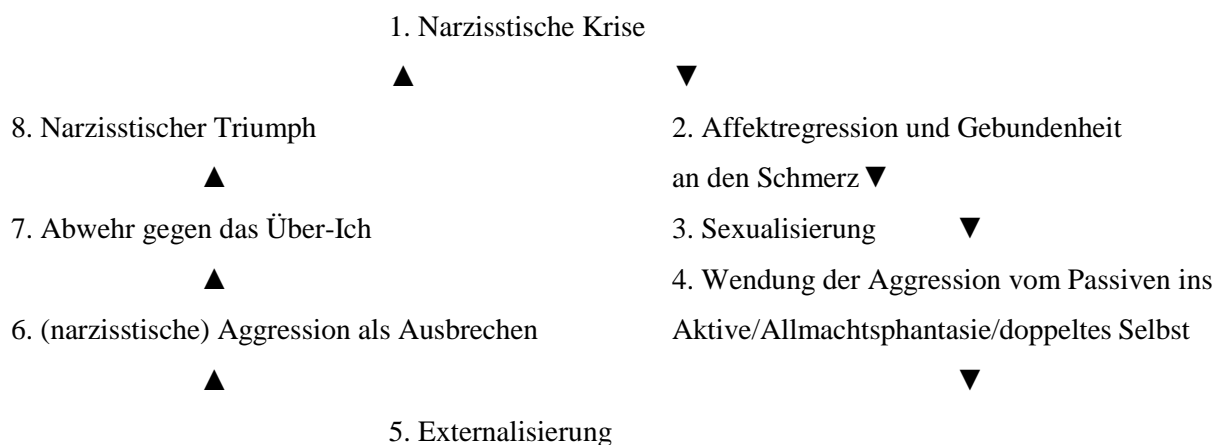 1. Narzisstische Krise
▲ ▼
8. Narzisstischer Triumph 2. Affektregression und Gebundenheit
▲ an den Schmerz ▼
7. Abwehr gegen das Über-Ich 3. Sexualisierung ▼
▲ 4. Wendung der Aggression vom Passiven ins
6. (narzisstische) Aggression als Ausbrechen Aktive/Allmachtsphantasie/doppeltes Selbst
▲ ▼
5. Externalisierung